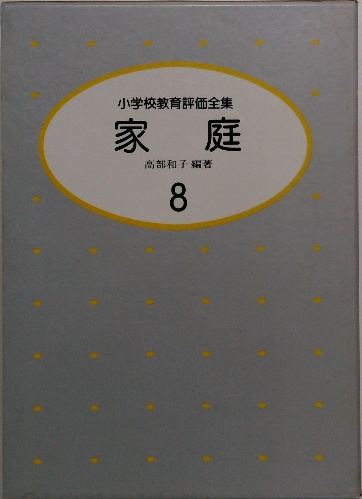 小学校教育評価全集
家庭
高部和子編著
8